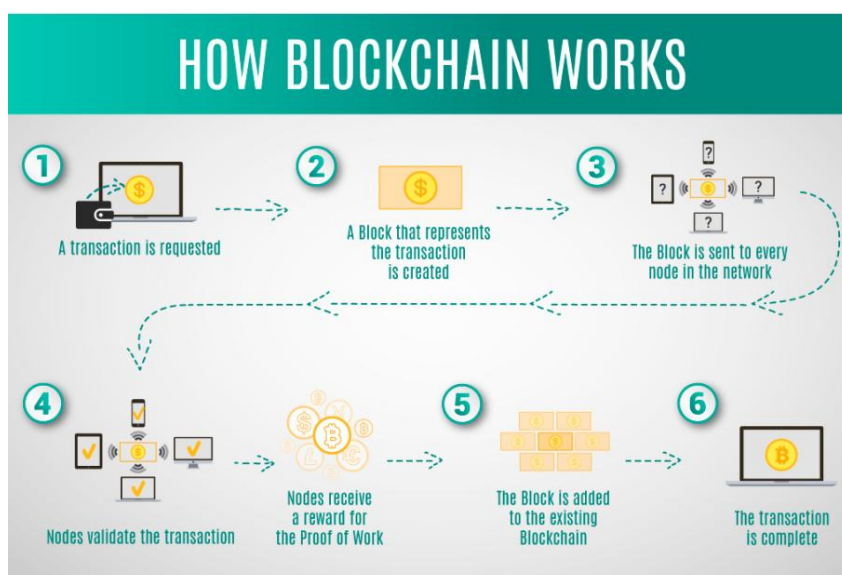 HOW BLOCKCHAIN WORKS
1
A transaction is requested
2
A Block that represents
the transaction
is created
3
The Block is sent to every
node in the network
4
Nodes validate the transaction
Nodes receive
a reward for
the Proof of Work
5
The Block is added
to the existing
Blockchain
6
The transaction
is complete